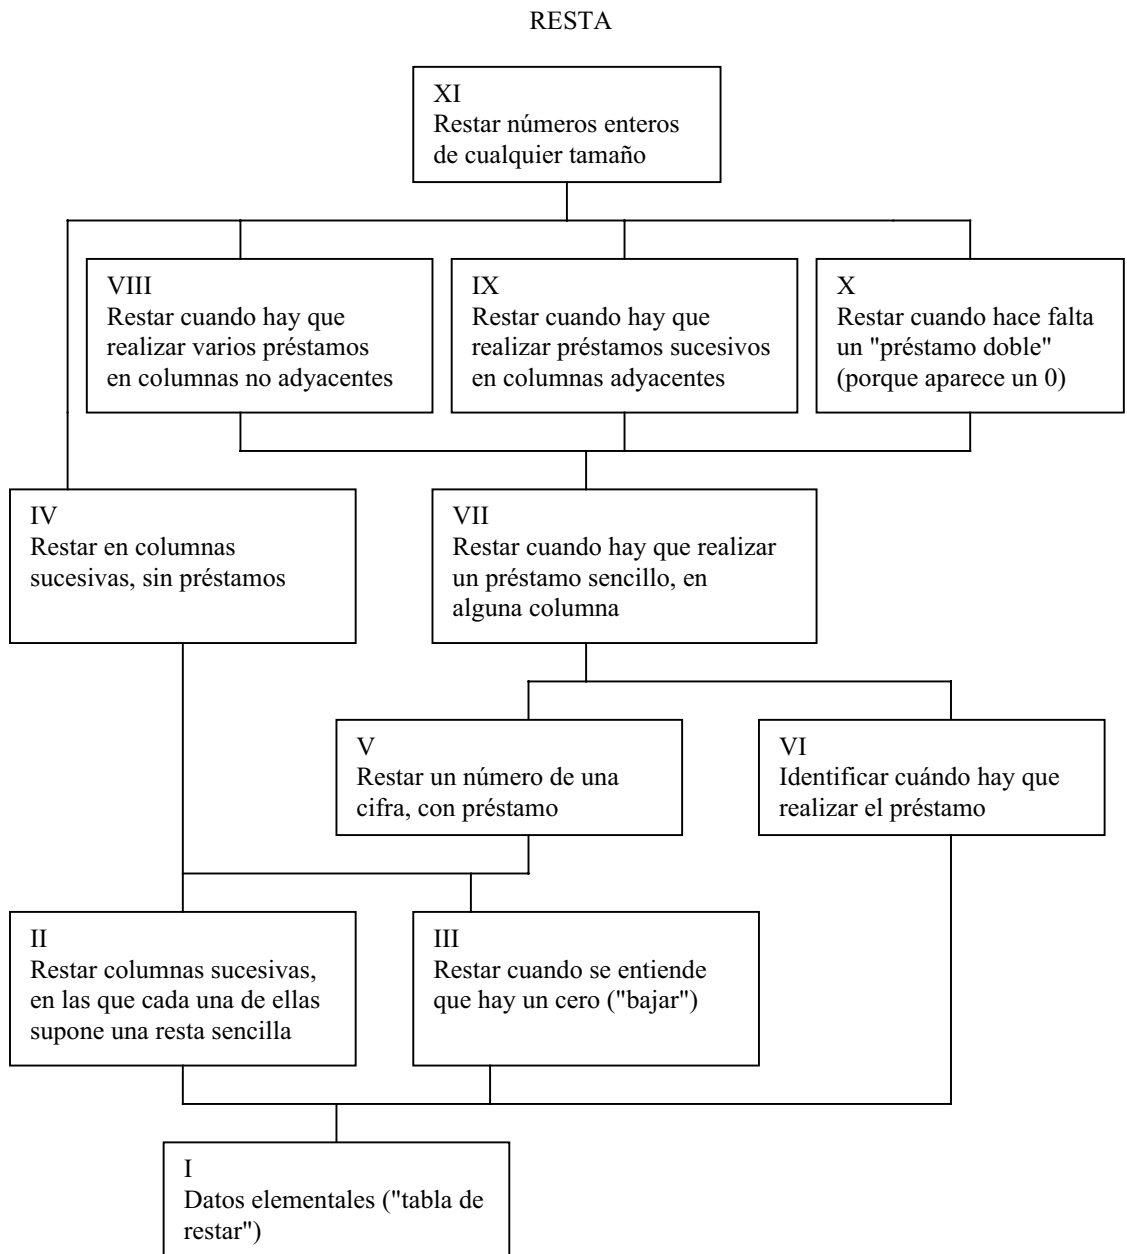 RESTA
XI
Restar números enteros
de cualquier tamaño
VIII
Restar cuando hay que
realizar varios préstamos
en columnas no adyacentes
IX
Restar cuando hay que
realizar préstamos sucesivos
en columnas adyacentes
X
Restar cuando hace falta
un "préstamo doble"
(porque aparece un 0)
IV
Restar en columnas
sucesivas, sin préstamos
VII
Restar cuando hay que realizar
un préstamo sencillo, en
alguna columna
V
Restar un número de una
cifra, con préstamo
VI
Identificar cuándo hay que
realizar el préstamo
II
Restar columnas sucesivas,
en las que cada una de ellas
supone una resta sencilla
III
Restar cuando se entiende
que hay un cero ("bajar")
I
Datos elementales ("tabla de
restar")